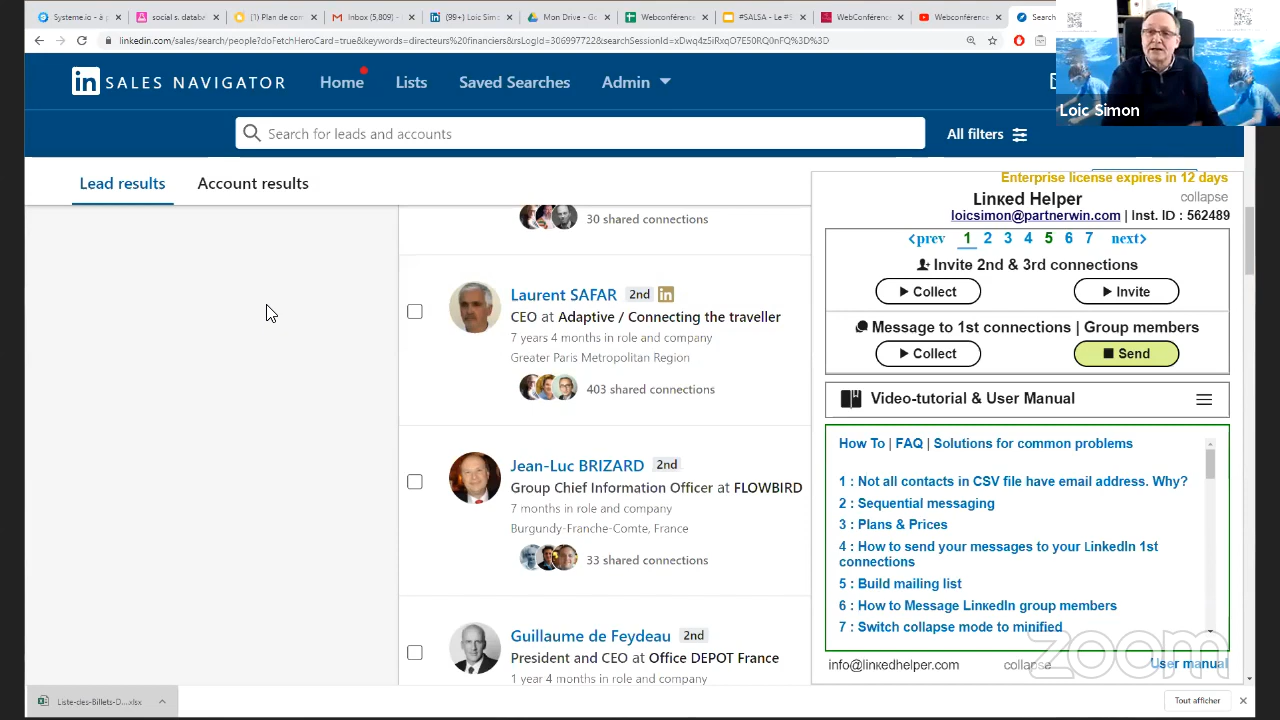 Systeme.io - à p
social s. databa
(1) Plan de con
Inbox (5,809) -
(99+) Loic Sim
Mon Drive - Go
Webconférenc
#SALSA - Le #E
WebConférenc
Webconférenc
Searc
linkedin.com/sales/search/people?doFetchHeroCard=true&keywords=directeurs%20financiers&rsLogId=306997722&searchSessionId=xDwq4z5iRxqO7E50RQ0nFQ%3D%3D
Loic Simon
in SALES NAVIGATOR
Home
Lists
Saved Searches
Admin
Search for leads and accounts
All filters
Lead results
Account results
30 shared connections
Laurent SAFAR 2nd in
CEO at Adaptive / Connecting the traveller
7 years 4 months in role and company
Greater Paris Metropolitan Region
403 shared connections
Jean-Luc BRIZARD 2nd
Group Chief Information Officer at FLOWBIRD
7 months in role and company
Burgundy-Franche-Comte, France
33 shared connections
Guillaume de Feydeau 2nd
President and CEO at Office DEPOT France
1 year 4 months in role and company
Enterprise license expires in 12 days
Linкed Helper
collapse
loicsimon@partnerwin.com | Inst. ID : 562489
<prev 1 2 3 4 5 6 7 next>
Invite 2nd & 3rd connections
Collect
Invite
Message to 1st connections | Group members
Collect
Send
Video-tutorial & User Manual
How To | FAQ | Solutions for common problems
1 : Not all contacts in CSV file have email address. Why?
2 : Sequential messaging
3 : Plans & Prices
4 : How to send your messages to your LinkedIn 1st
connections
5 : Build mailing list
6 : How to Message LinкedIn group members
7 : Switch collapse mode to minified
info@linкedhelper.com
collapse
User manual
zoom
Liste-des-Billets-D....xlsx
Tout afficher